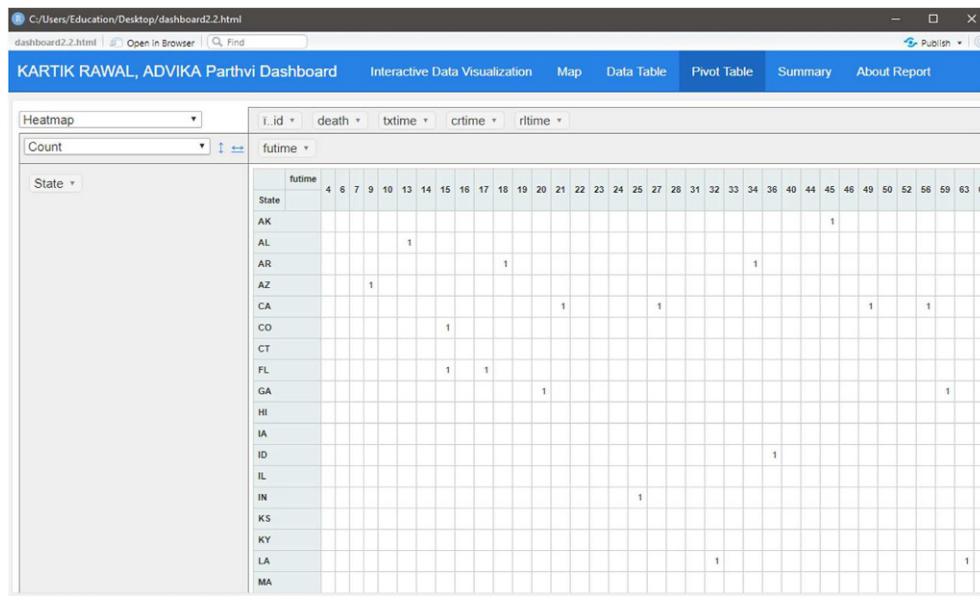 C:/Users/Education/Desktop/dashboard2.2.html
dashboard2.2.html Open in Browser Find Publish
KARTIK RAWAL, ADVIKA Parthvi Dashboard Interactive Data Visualization Map Data Table Pivot Table Summary About Report
Heatmap ï..id death txtime crtime rltime
Count futime
State
futime 4 6 7 9 10 13 14 15 16 17 18 19 20 21 22 23 24 25 27 28 31 32 33 34 36 40 44 45 46 49 50 52 56 59 63
State
AK 1
AL 1
AR 1 1
AZ 1
CA 1 1 1 1
CO 1
CT
FL 1 1
GA 1 1
HI
IA
ID 1
IL
IN 1
KS
KY
LA 1 1
MA